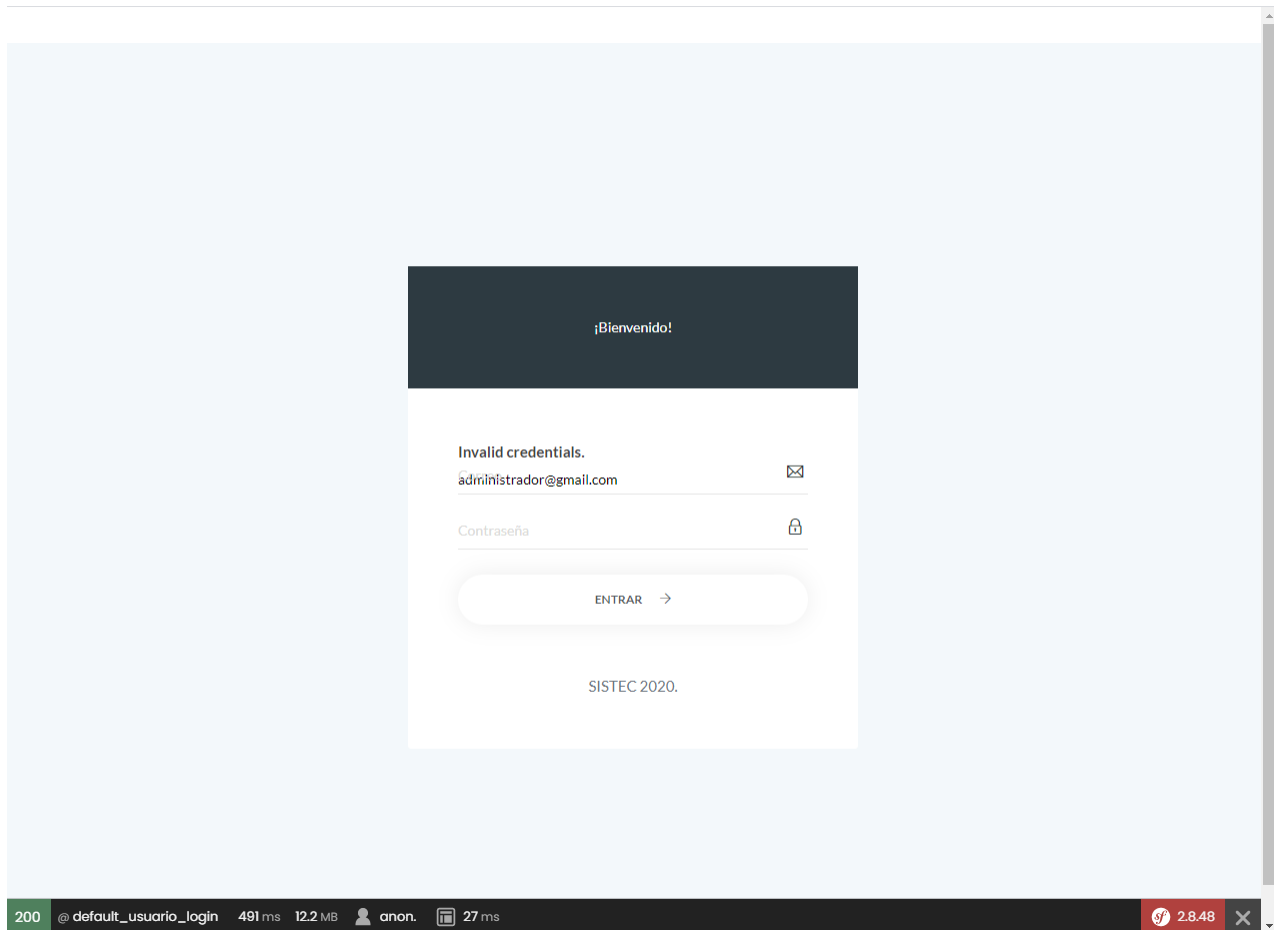 ¡Bienvenido!
Invalid credentials.
administrador@gmail.com
Contraseña
ENTRAR
SISTEC 2020.
200 @ default_usuario_login 491 ms 12.2 MB anon. 27 ms 2.8.48